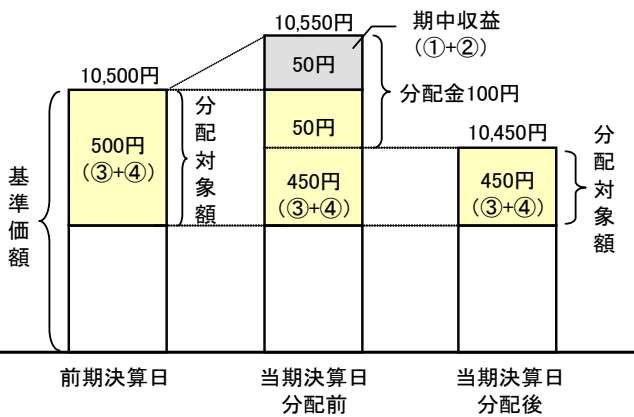 10,550円
期中収益
(①+②)
10,500円
50円
分配金100円
500円
(③+④)
分配対象額
50円
10,450円
450円
(③+④)
450円
(③+④)
分配対象額
基準価額
前期決算日
当期決算日
分配前
当期決算日
分配後